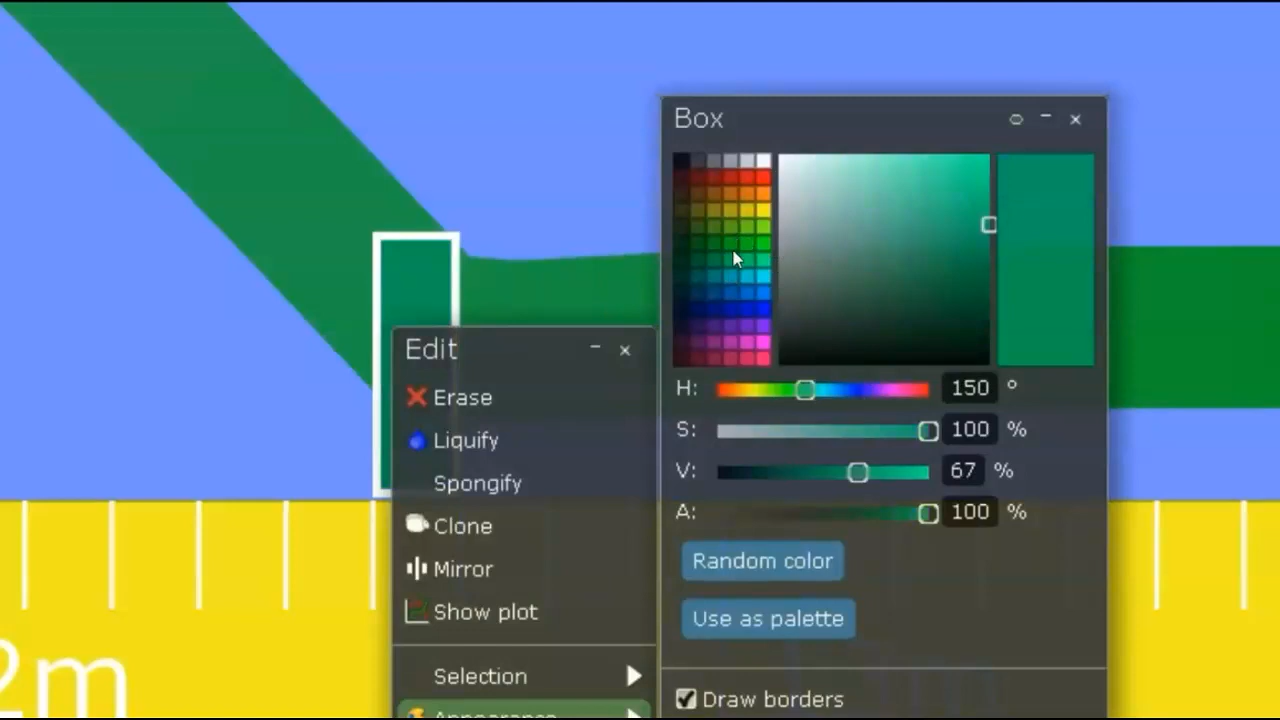 Box
Edit
Erase
Liquify
Spongify
Clone
Mirror
Show plot
Selection
Appearance
H: 150 °
S: 100 %
V: 67 %
A: 100 %
Random color
Use as palette
Draw borders
2m